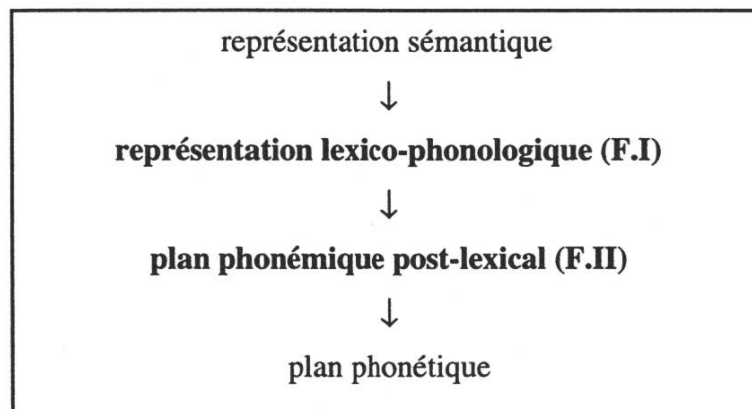 représentation sémantique
↓
représentation lexico-phonologique (F.I)
↓
plan phonémique post-lexical (F.II)
↓
plan phonétique